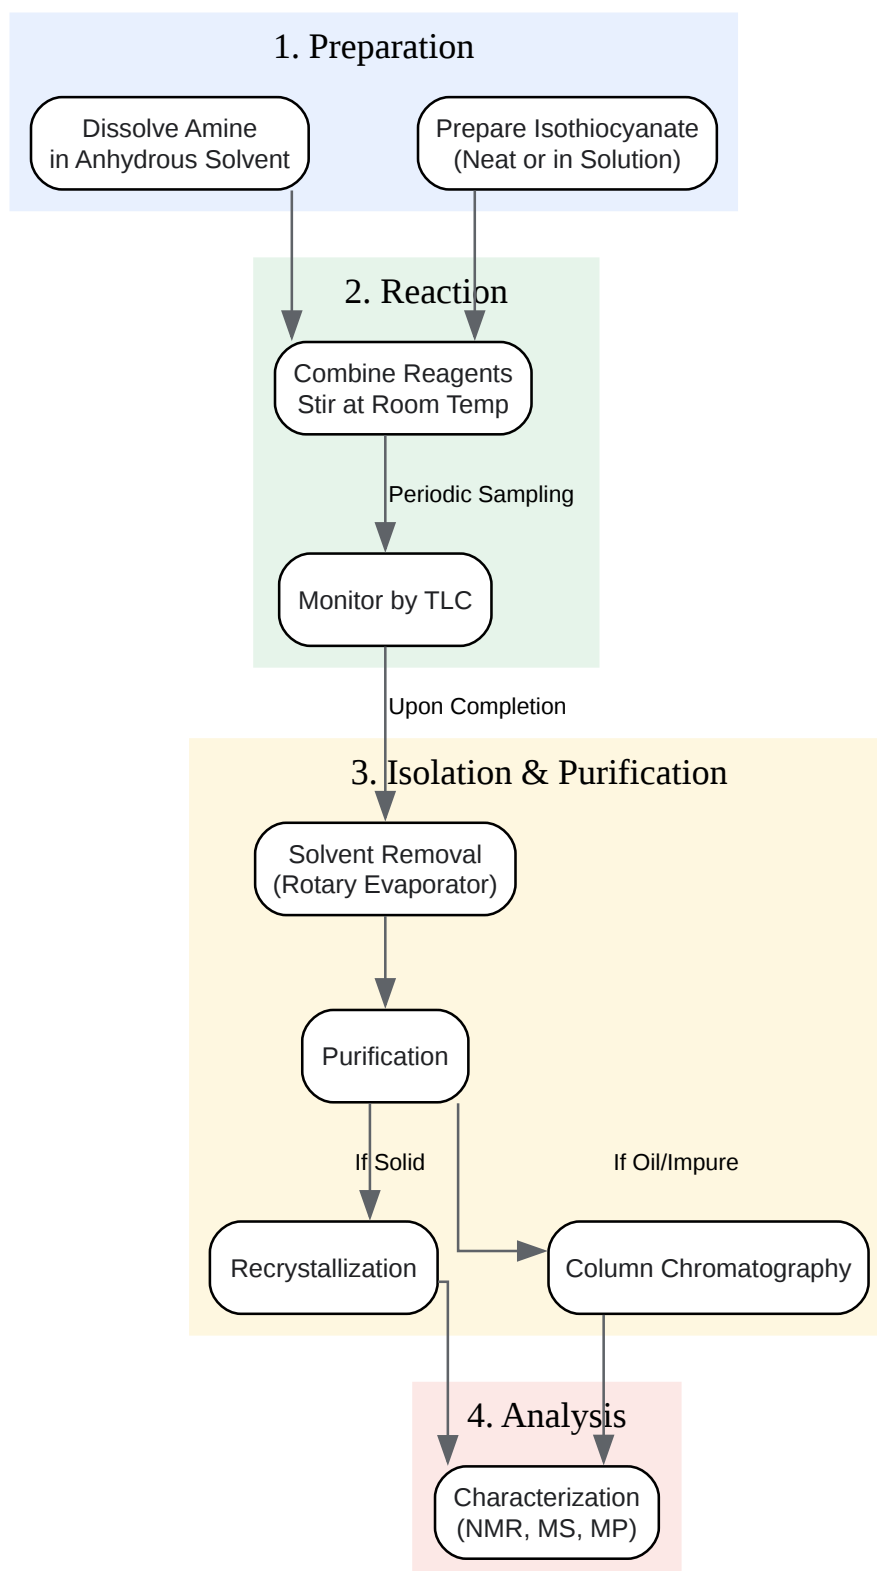 1. Preparation
Dissolve Amine
in Anhydrous Solvent
Prepare Isothiocyanate
(Neat or in Solution)
2. Reaction
Combine Reagents
Stir at Room Temp
Periodic Sampling
Monitor by TLC
Upon Completion
3. Isolation & Purification
Solvent Removal
(Rotary Evaporator)
Purification
If Solid
If Oil/Impure
Recrystallization
Column Chromatography
4. Analysis
Characterization
(NMR, MS, MP)